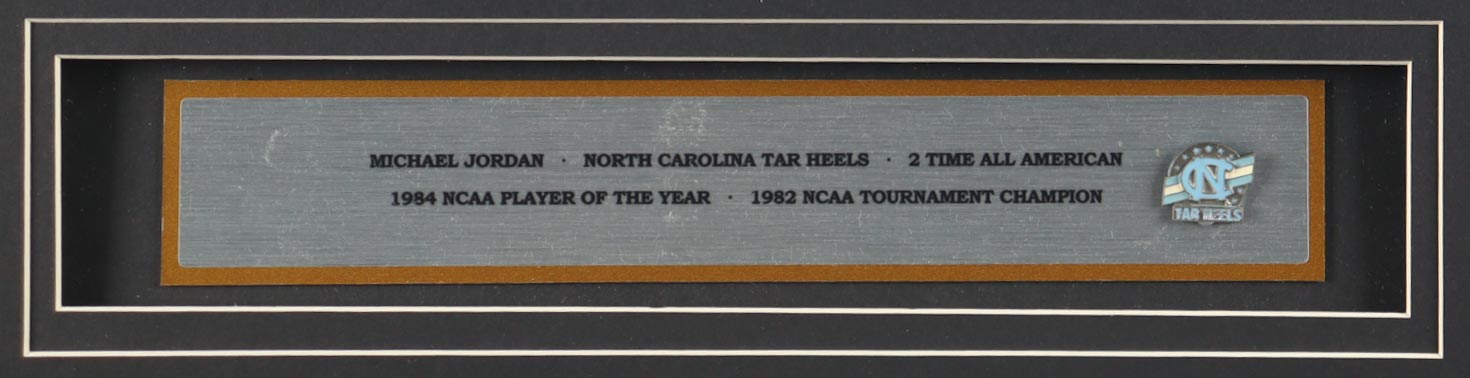 MICHAEL JORDAN · NORTH CAROLINA TAR HEELS · 2 TIME ALL AMERICAN
1984 NCAA PLAYER OF THE YEAR · 1982 NCAA TOURNAMENT CHAMPION
NC
TAR HEELS